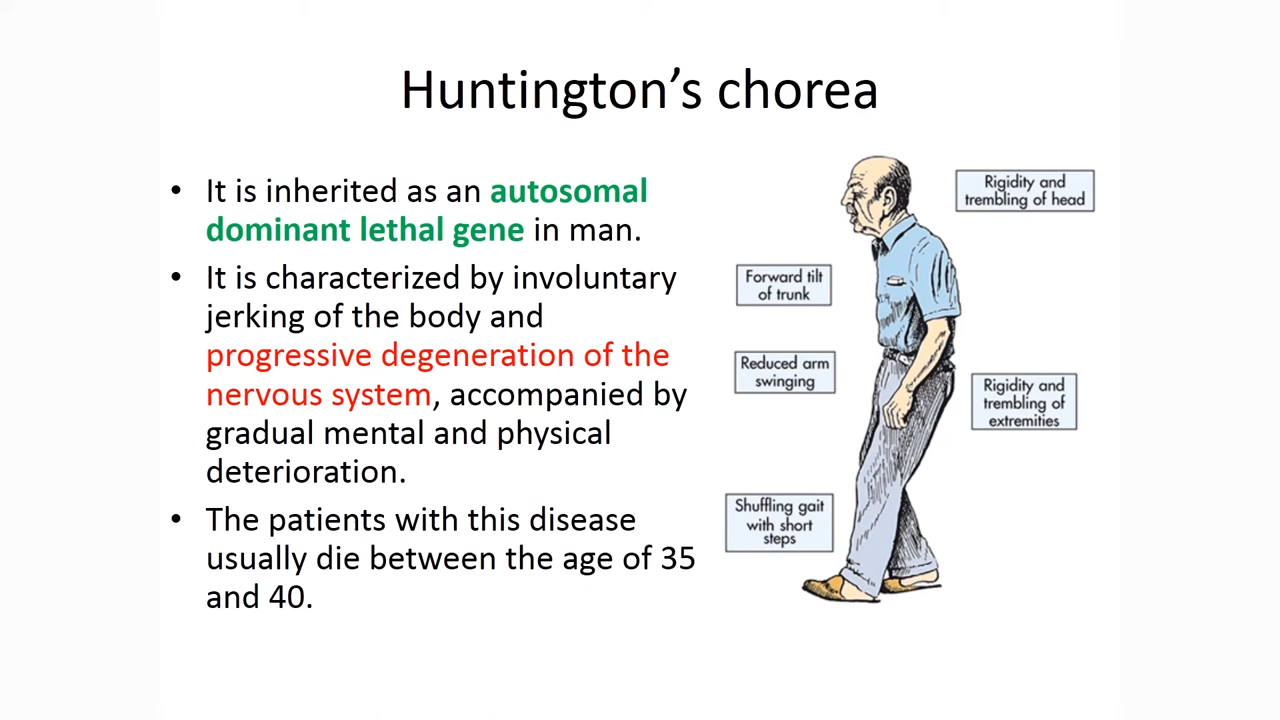 Huntington’s chorea
• It is inherited as an autosomal
dominant lethal gene in man.
• It is characterized by involuntary
jerking of the body and
progressive degeneration of the
nervous system, accompanied by
gradual mental and physical
deterioration.
• The patients with this disease
usually die between the age of 35
and 40.
Rigidity and
trembling of head
Forward tilt
of trunk
Reduced arm
swinging
Rigidity and
trembling of
extremities
Shuffling gait
with short
steps